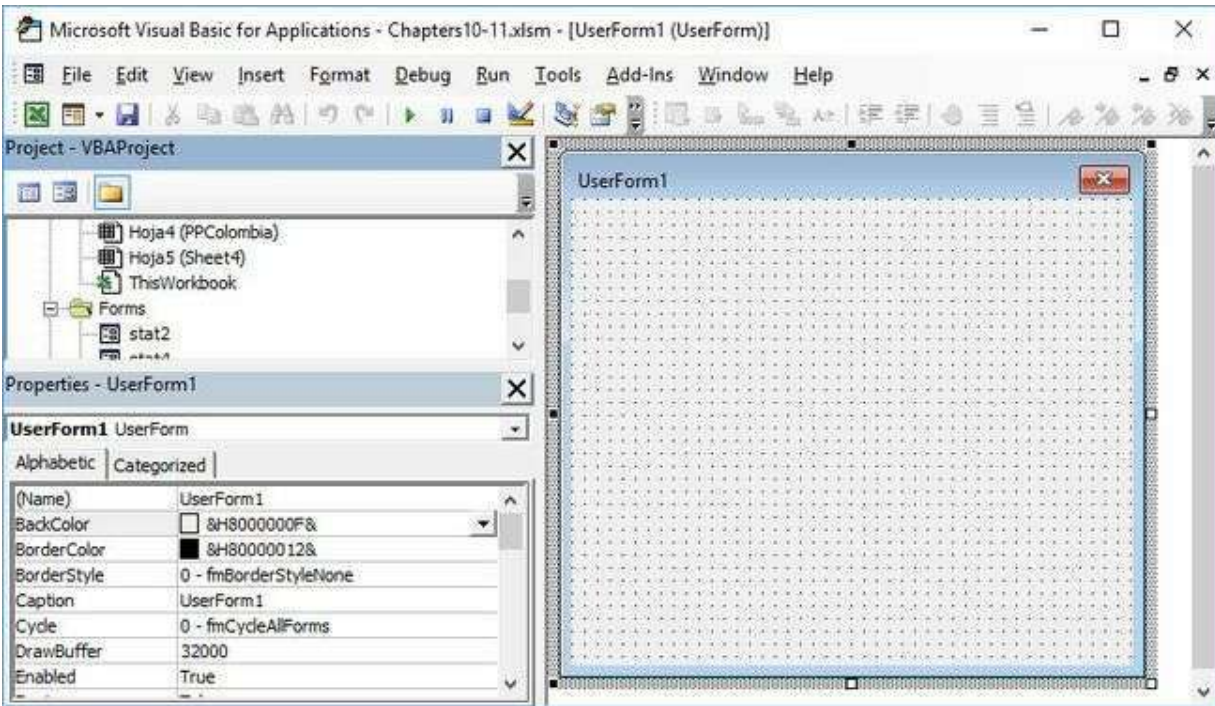 Microsoft Visual Basic for Applications - Chapters10-11.xlsm - [UserForm1 (UserForm)]
File Edit View Insert Format Debug Run Tools Add-Ins Window Help
Project - VBAProject
Hoja4 (PPColombia)
Hoja5 (Sheet4)
ThisWorkbook
Forms
stat2
Properties - UserForm1
UserForm1 UserForm
Alphabetic Categorized
(Name) UserForm1
BackColor &H8000000F&
BorderColor &H80000012&
BorderStyle 0 - fmBorderStyleNone
Caption UserForm1
Cycle 0 - fmCycleAllForms
DrawBuffer 32000
Enabled True
UserForm1